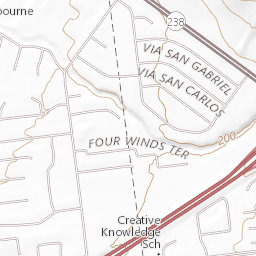 bourne
238
VIA SAN GABRIEL
VIA SAN CARLOS
200
FOUR WINDS TER
Creative
Knowledge
Sch